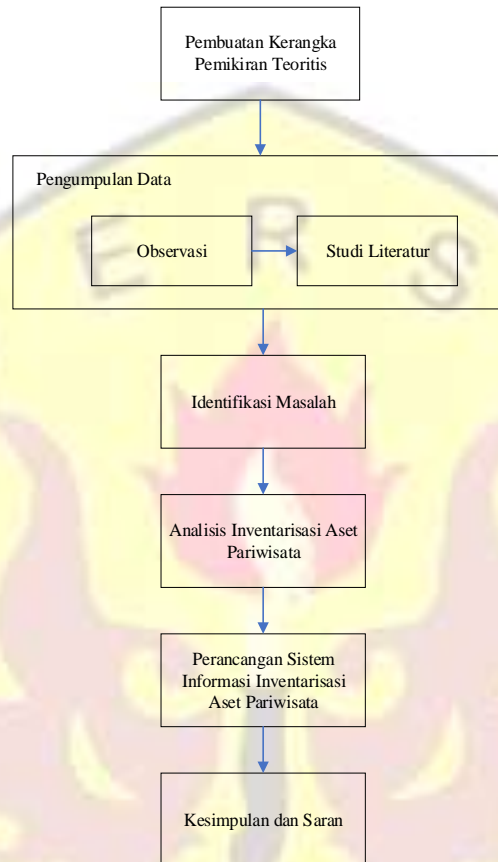 Pembuatan Kerangka
Pemikiran Teoritis
Pengumpulan Data
Observasi
Studi Literatur
E R S
Identifikasi Masalah
Analisis Inventarisasi Aset
Pariwisata
Perancangan Sistem
Informasi Inventarisasi
Aset Pariwisata
Kesimpulan dan Saran